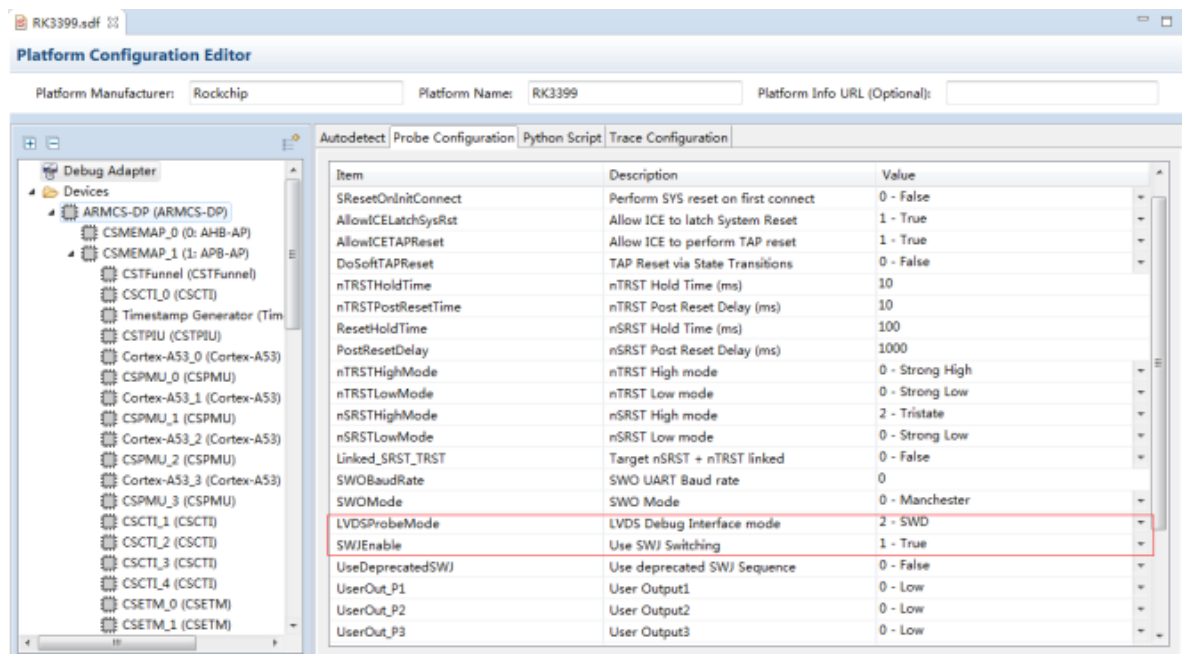 RK3399.sdf
Platform Configuration Editor
Platform Manufacturer: Rockchip Platform Name: RK3399 Platform Info URL (Optional):
Autodetect Probe Configuration Python Script Trace Configuration
Debug Adapter
Devices
ARMCS-DP (ARMCS-DP)
CSMEMAP_0 (0: AHB-AP)
CSMEMAP_1 (1: APB-AP)
CSTFunnel (CSTFunnel)
CSCTI_0 (CSCTI)
Timestamp Generator (Tim
CSTPIU (CSTPIU)
Cortex-A53_0 (Cortex-A53)
CSPMU_0 (CSPMU)
Cortex-A53_1 (Cortex-A53)
CSPMU_1 (CSPMU)
Cortex-A53_2 (Cortex-A53)
CSPMU_2 (CSPMU)
Cortex-A53_3 (Cortex-A53)
CSPMU_3 (CSPMU)
CSCTI_1 (CSCTI)
CSCTI_2 (CSCTI)
CSCTI_3 (CSCTI)
CSCTI_4 (CSCTI)
CSETM_0 (CSETM)
CSETM_1 (CSETM)
Item Description Value
SResetOnInitConnect Perform SYS reset on first connect 0 - False
AllowICELatchSysRst Allow ICE to latch System Reset 1 - True
AllowICETAPReset Allow ICE to perform TAP reset 1 - True
DoSoftTAPReset TAP Reset via State Transitions 0 - False
nTRSTHoldTime nTRST Hold Time (ms) 10
nTRSTPostResetTime nTRST Post Reset Delay (ms) 10
ResetHoldTime nSRST Hold Time (ms) 100
PostResetDelay nSRST Post Reset Delay (ms) 1000
nTRSTHighMode nTRST High mode 0 - Strong High
nTRSTLowMode nTRST Low mode 0 - Strong Low
nSRSTHighMode nSRST High mode 2 - Tristate
nSRSTLowMode nSRST Low mode 0 - Strong Low
Linked_SRST_TRST Target nSRST + nTRST linked 0 - False
SWOBaudRate SWO UART Baud rate 0
SWOMode SWO Mode 0 - Manchester
LVDSProbeMode LVDS Debug Interface mode 2 - SWD
SWJEnable Use SWJ Switching 1 - True
UseDeprecatedSWJ Use deprecated SWJ Sequence 0 - False
UserOut_P1 User Output1 0 - Low
UserOut_P2 User Output2 0 - Low
UserOut_P3 User Output3 0 - Low